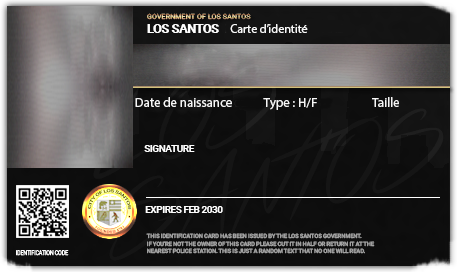 GOVERNMENT OF LOS SANTOS
LOS SANTOS Carte d'identité
Date de naissance Type : H/F Taille
SIGNATURE
CITY OF LOS SANTOS
EXPIRES FEB 2030
IDENTIFICATION CODE
THIS IDENTIFICATION CARD HAS BEEN ISSUED BY THE LOS SANTOS GOVERNMENT.
IF YOU'RE NOT THE OWNER OF THIS CARD PLEASE CUT IT IN HALF OR RETURN IT AT THE
NEAREST POLICE STATION. THIS IS JUST A RANDOM TEXT THAT NO ONE WILL READ.